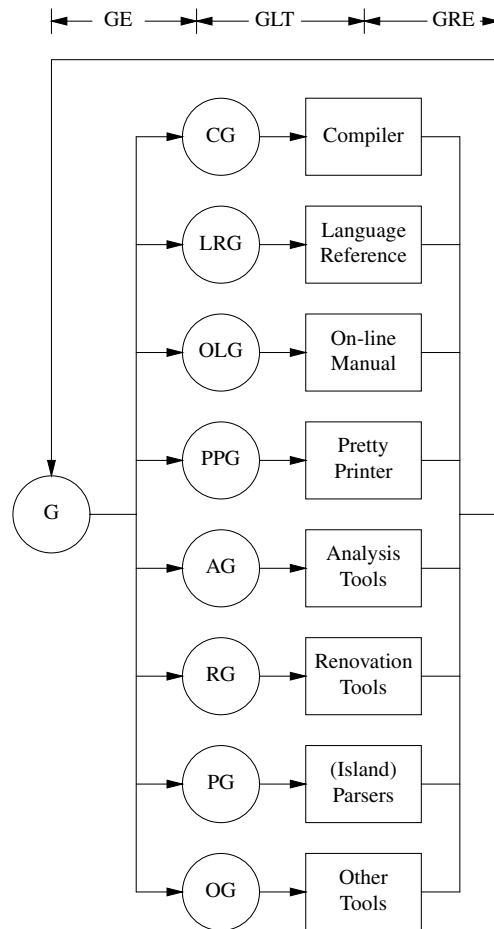 GE GLT GRE
CG Compiler
LRG Language
Reference
OLG On-line
Manual
PPG Pretty
Printer
G
AG Analysis
Tools
RG Renovation
Tools
PG (Island)
Parsers
OG Other
Tools